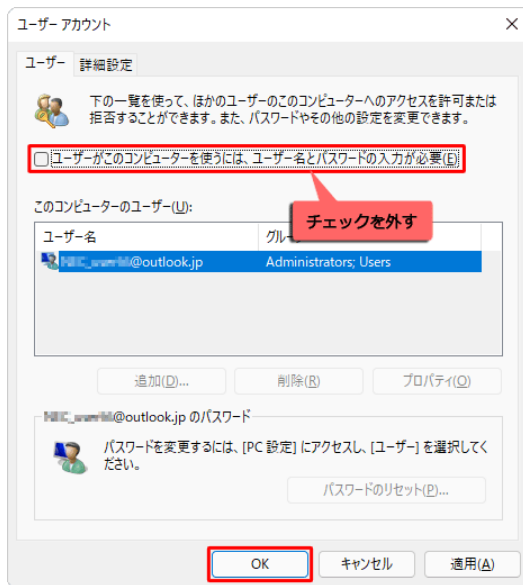 ユーザー アカウント
ユーザー 詳細設定
下の一覧を使って、ほかのユーザーのこのコンピューターへのアクセスを許可または
拒否することができます。また、パスワードやその他の設定を変更できます。
ユーザーがこのコンピューターを使うには、ユーザー名とパスワードの入力が必要(E)
このコンピューターのユーザー(U):
チェックを外す
ユーザー名
@outlook.jp Administrators; Users
追加(D)... 削除(R) プロパティ(O)
@outlook.jp のパスワード
パスワードを変更するには、[PC 設定] にアクセスし、[ユーザー] を選択してく
ださい。
パスワードのリセット(P)...
OK キャンセル 適用(A)